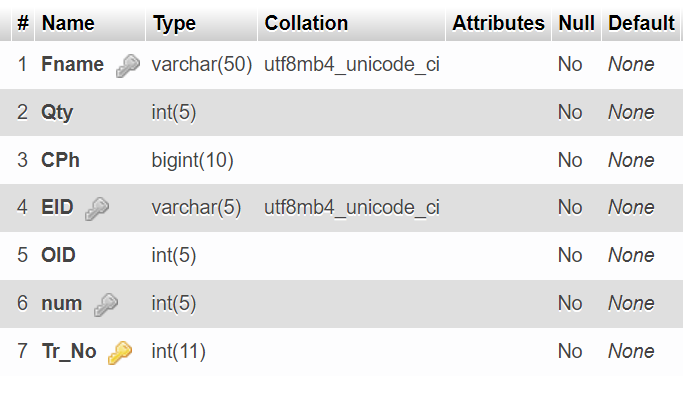 # Name Type Collation Attributes Null Default
1 Fname varchar(50) utf8mb4_unicode_ci No None
2 Qty int(5) No None
3 CPh bigint(10) No None
4 EID varchar(5) utf8mb4_unicode_ci No None
5 OID int(5) No None
6 num int(5) No None
7 Tr_No int(11) No None